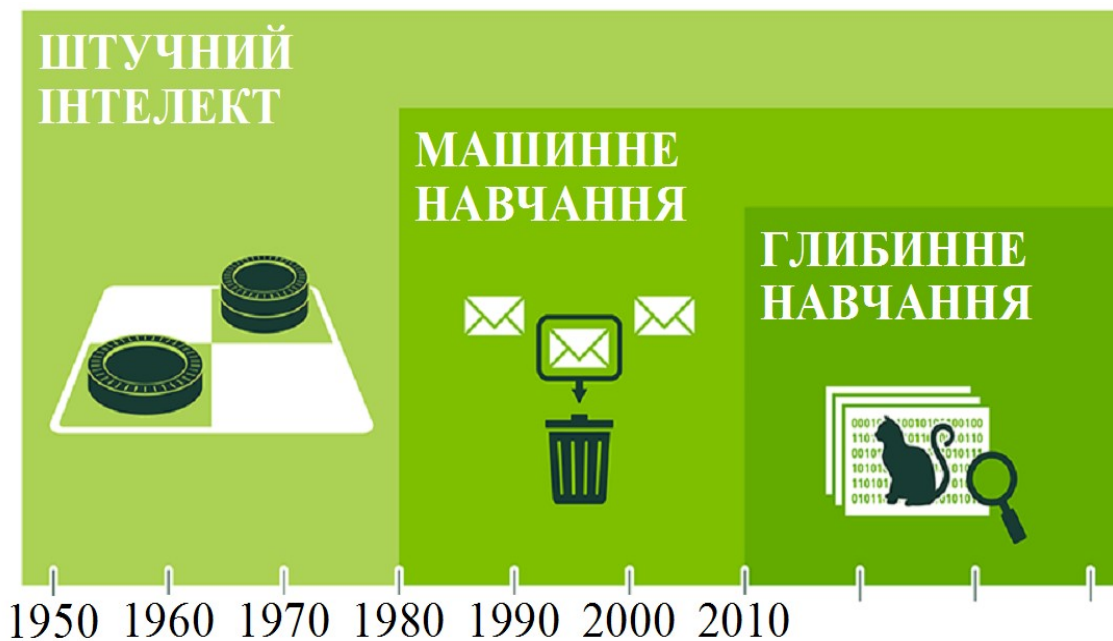 ШТУЧНИЙ
ІНТЕЛЕКТ
МАШИННЕ
НАВЧАННЯ
ГЛИБИННЕ
НАВЧАННЯ
1950 1960 1970 1980 1990 2000 2010